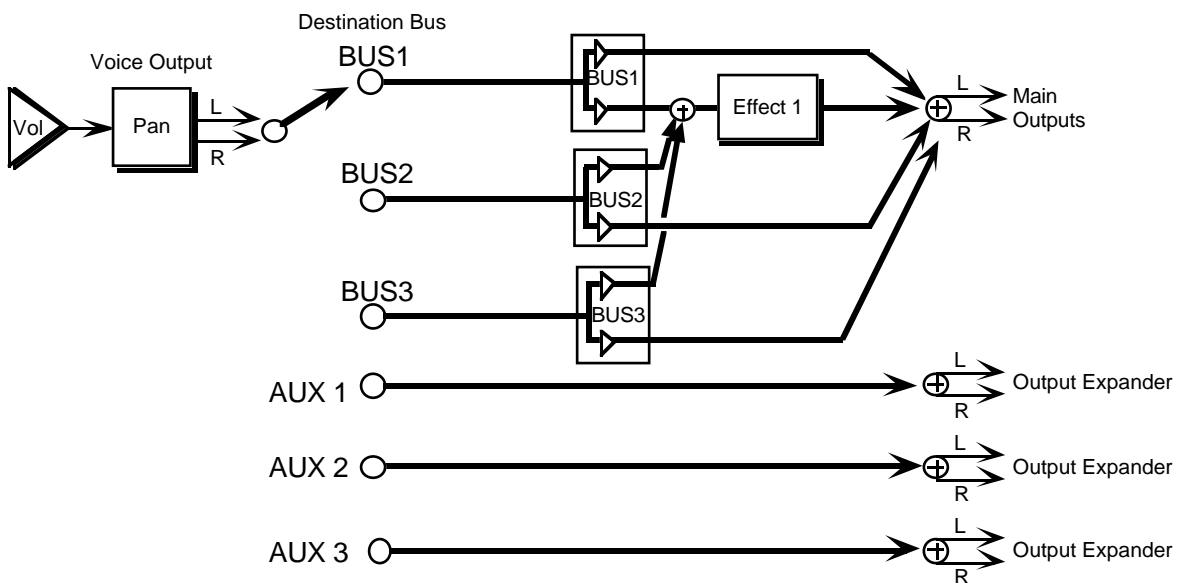 Destination Bus
BUS1
Voice Output
Vol
Pan
L
R
BUS1
Effect 1
L
R
Main
Outputs
BUS2
BUS2
BUS3
BUS3
AUX 1
L
R
Output Expander
AUX 2
L
R
Output Expander
AUX 3
L
R
Output Expander